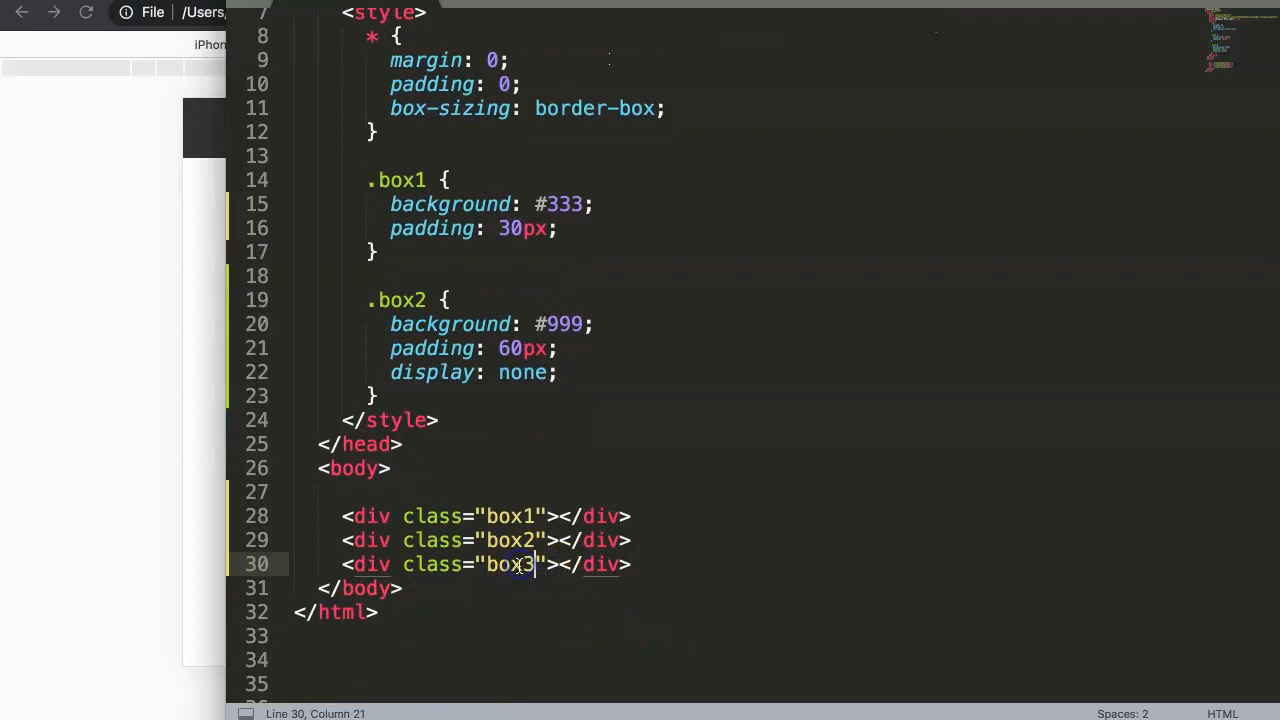 File | /Users,
iPhon
7 <style>
8 * {
9 margin: 0;
10 padding: 0;
11 box-sizing: border-box;
12 }
13
14 .box1 {
15 background: #333;
16 padding: 30px;
17 }
18
19 .box2 {
20 background: #999;
21 padding: 60px;
22 display: none;
23 }
24 </style>
25 </head>
26 <body>
27
28 <div class="box1"></div>
29 <div class="box2"></div>
30 <div class="box3"></div>
31 </body>
32 </html>
33
34
35
Line 30, Column 21 Spaces: 2 HTML